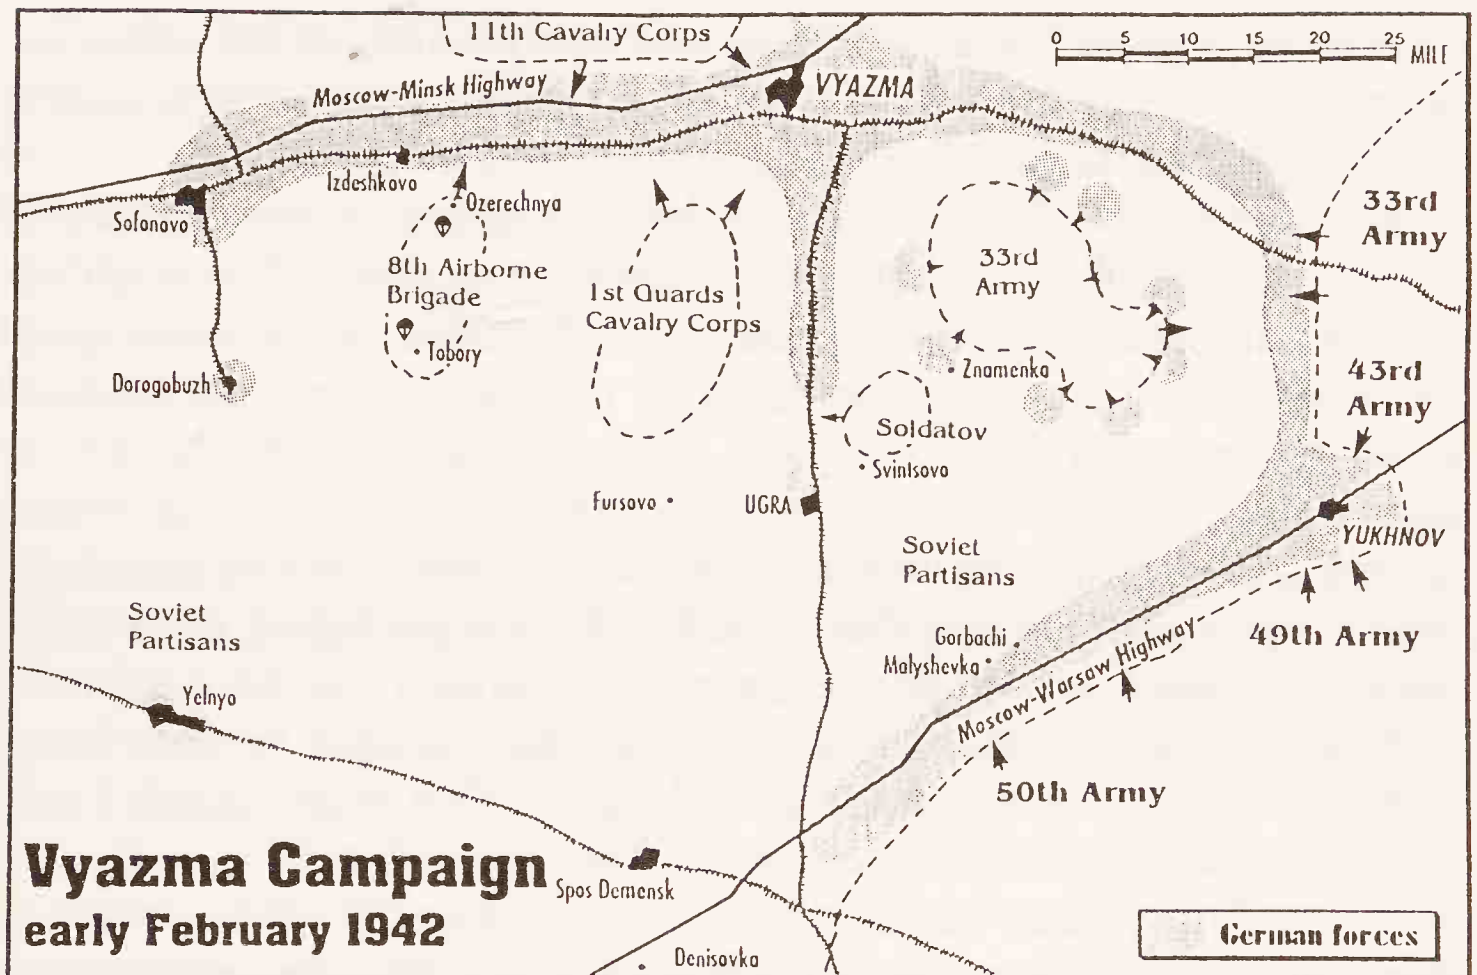 11th Cavalry Corps
0 5 10 15 20 25 MILE
Moscow-Minsk Highway
VYAZMA
Izdeshkovo
Ozerechnya
Sofonovo
33rd
Army
8th Airborne
Brigade
33rd
Army
1st Guards
Cavalry Corps
Tobory
Znamenka
Dorogobuzh
43rd
Army
Soldatov
Svintsovo
Fursovo
UGRA
YUKHNOV
Soviet
Partisans
Soviet
Partisans
Gorbachi
Malyshevka
49th Army
Moscow-Warsaw Highway
Yelnyo
50th Army
Vyazma Campaign
early February 1942
Spos Demensk
Denisovka
German forces